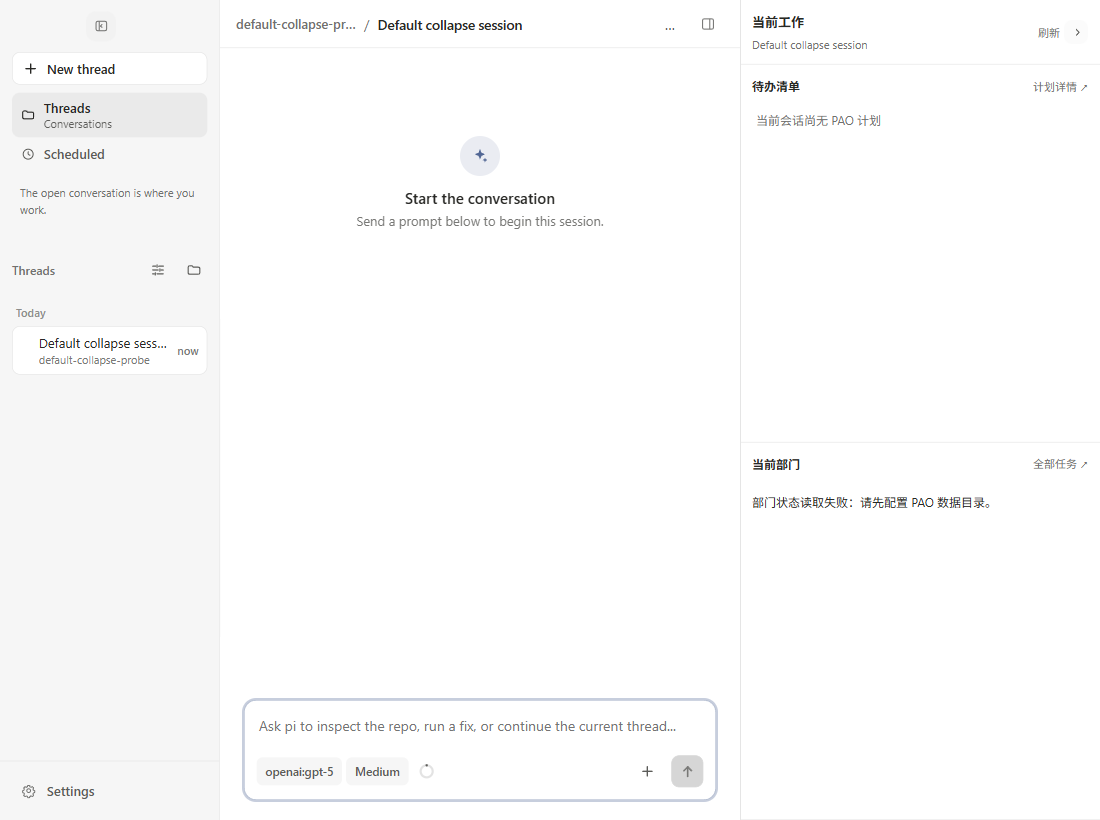 New thread
Threads
Conversations
Scheduled
The open conversation is where you
work.
Threads
Today
Default collapse sess...
default-collapse-probe
now
Settings
default-collapse-pr... / Default collapse session
...
Start the conversation
Send a prompt below to begin this session.
Ask pi to inspect the repo, run a fix, or continue the current thread...
openai:gpt-5
Medium
当前工作
Default collapse session
刷新
待办清单
计划详情 ↗
当前会话尚无 PAO 计划
当前部门
全部任务 ↗
部门状态读取失败：请先配置 PAO 数据目录。